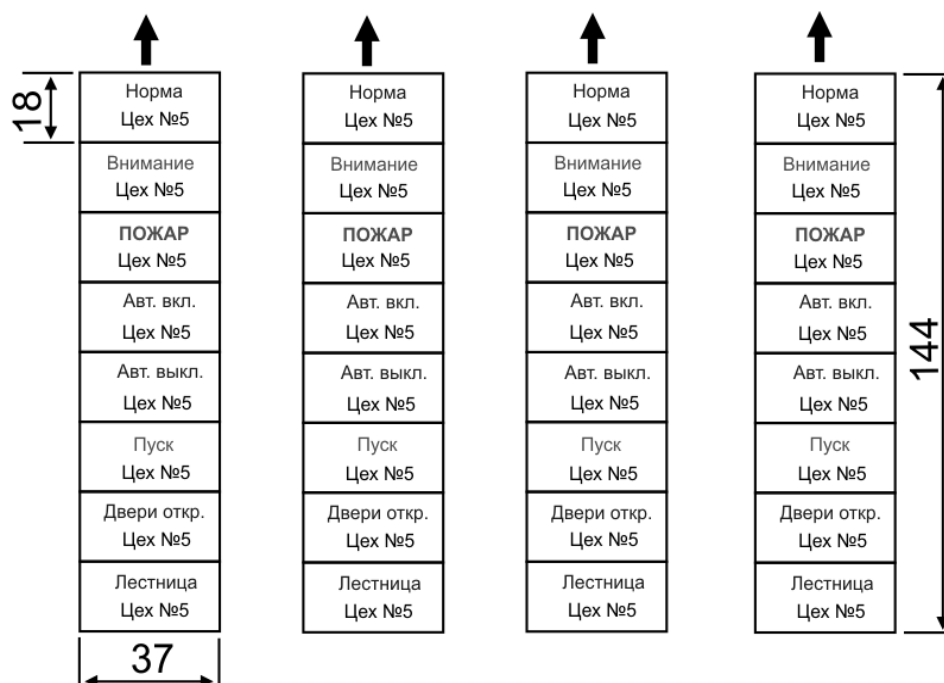 18
Норма
Цех №5
Внимание
Цех №5
ПОЖАР
Цех №5
Авт. вкл.
Цех №5
Авт. выкл.
Цех №5
Пуск
Цех №5
Двери откр.
Цех №5
Лестница
Цех №5
37
Норма
Цех №5
Внимание
Цех №5
ПОЖАР
Цех №5
Авт. вкл.
Цех №5
Авт. выкл.
Цех №5
Пуск
Цех №5
Двери откр.
Цех №5
Лестница
Цех №5
Норма
Цех №5
Внимание
Цех №5
ПОЖАР
Цех №5
Авт. вкл.
Цех №5
Авт. выкл.
Цех №5
Пуск
Цех №5
Двери откр.
Цех №5
Лестница
Цех №5
Норма
Цех №5
Внимание
Цех №5
ПОЖАР
Цех №5
Авт. вкл.
Цех №5
Авт. выкл.
Цех №5
Пуск
Цех №5
Двери откр.
Цех №5
Лестница
Цех №5
144